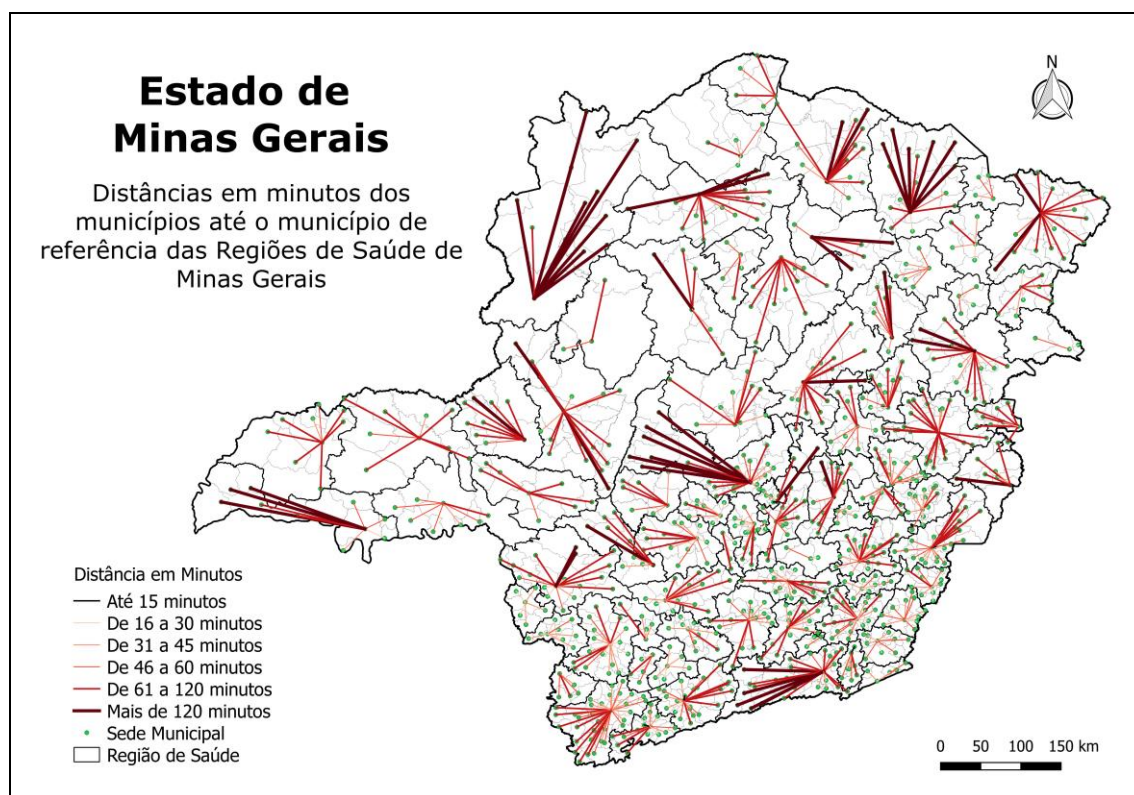 Estado de
Minas Gerais
Distâncias em minutos dos
municípios até o município de
referência das Regiões de Saúde de
Minas Gerais
N
Distância em Minutos
Até 15 minutos
De 16 a 30 minutos
De 31 a 45 minutos
De 46 a 60 minutos
De 61 a 120 minutos
Mais de 120 minutos
Sede Municipal
Região de Saúde
0 50 100 150 km